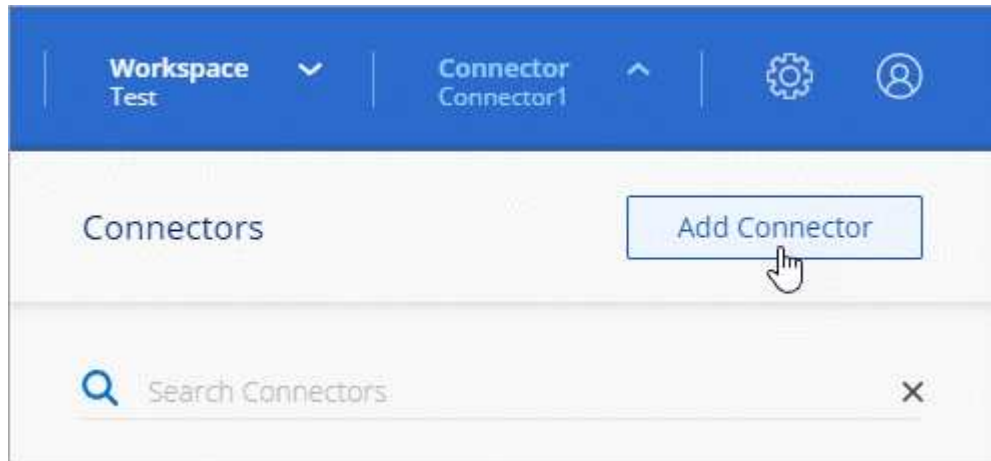 Workspace
Test
Connector
Connector1
Connectors
Add Connector
Search Connectors